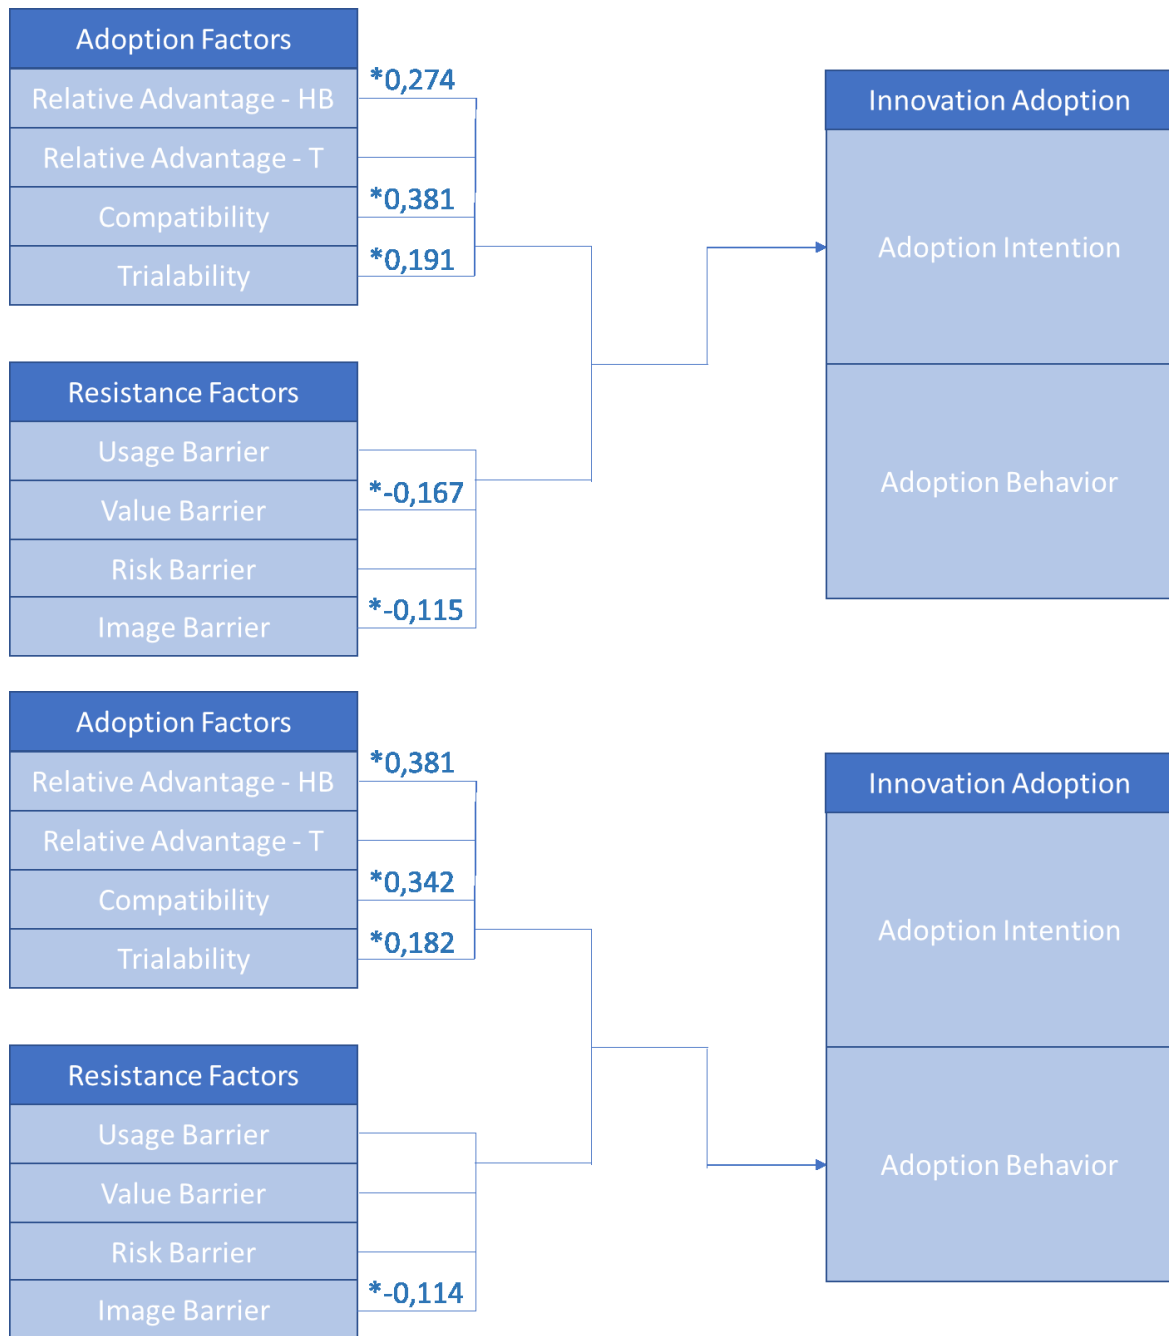 Adoption Factors
Relative Advantage - HB
*0,274
Relative Advantage - T
Compatibility
*0,381
Trialability
*0,191
Resistance Factors
Usage Barrier
Value Barrier
*-0,167
Risk Barrier
Image Barrier
*-0,115
Innovation Adoption
Adoption Intention
Adoption Behavior
Adoption Factors
Relative Advantage - HB
*0,381
Relative Advantage - T
Compatibility
*0,342
Trialability
*0,182
Resistance Factors
Usage Barrier
Value Barrier
Risk Barrier
Image Barrier
*-0,114
Innovation Adoption
Adoption Intention
Adoption Behavior